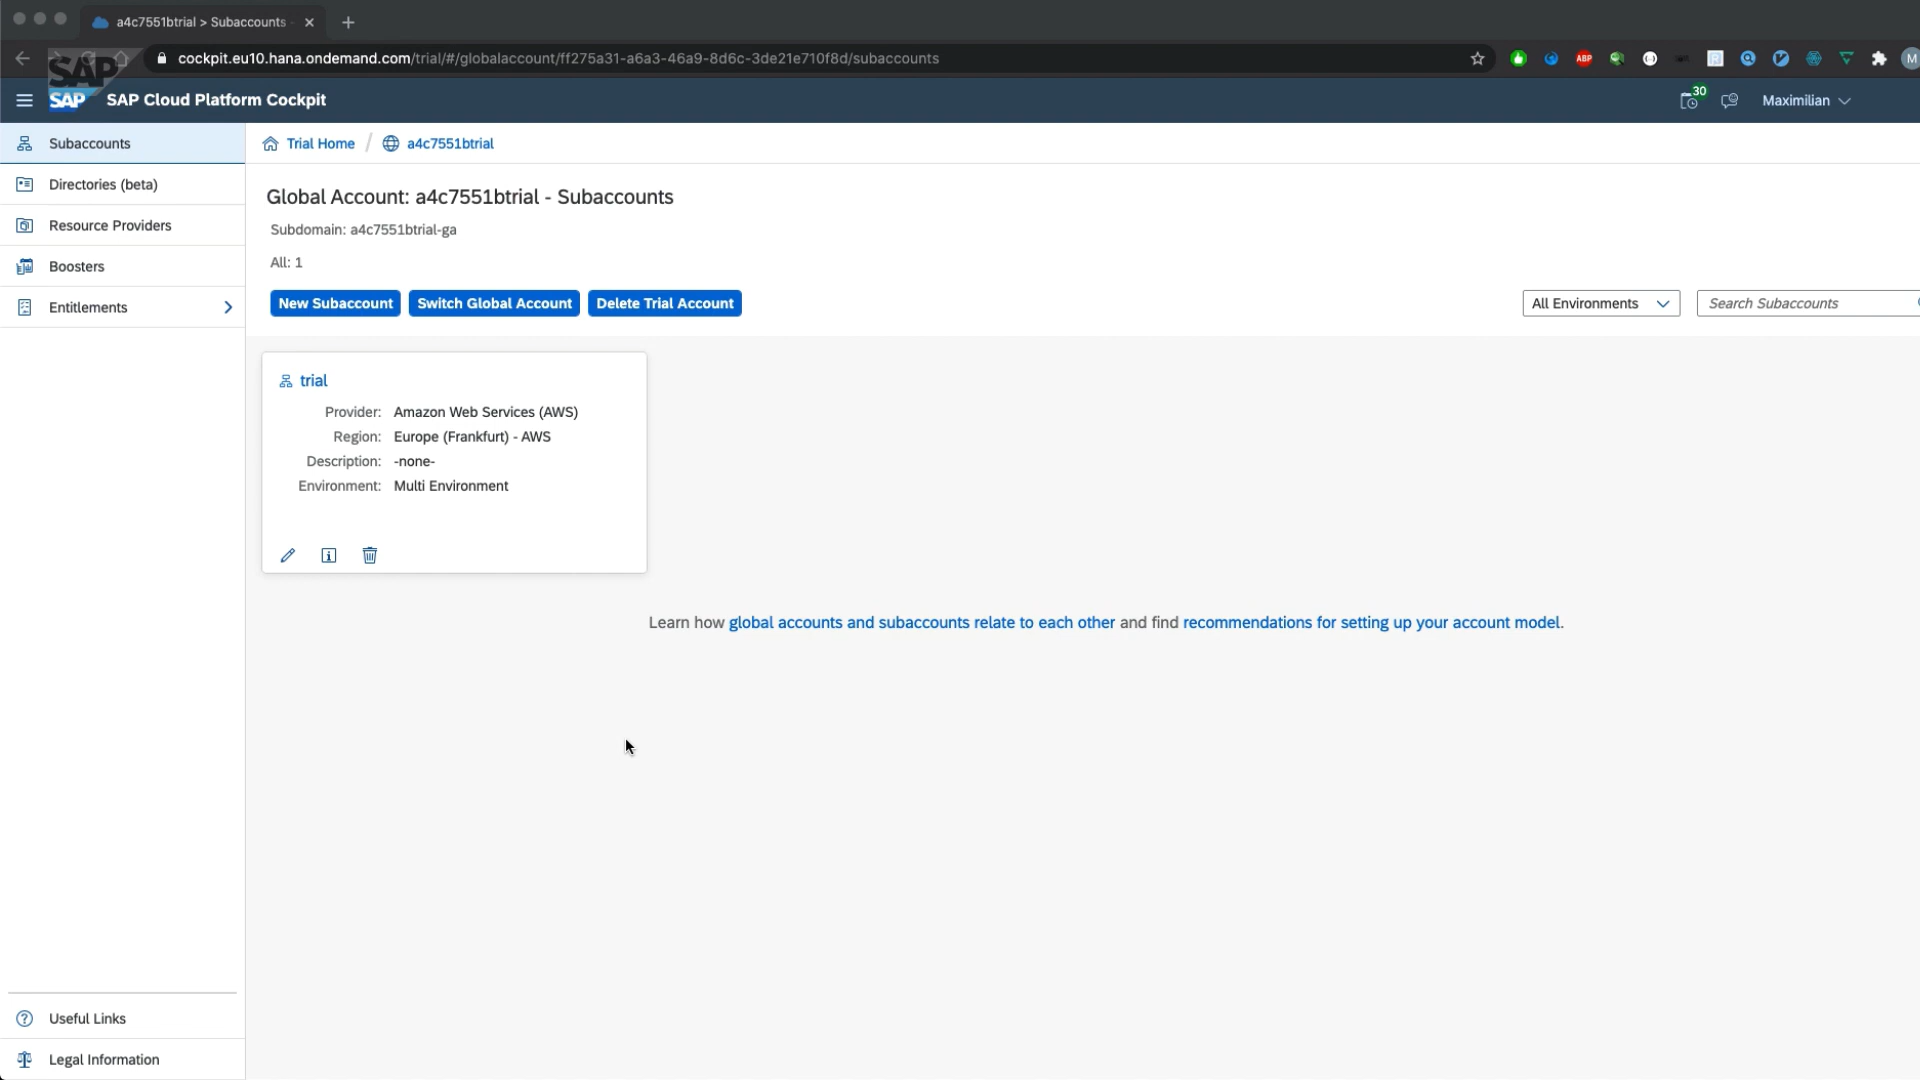 a4c7551btrial > Subaccounts
cockpit.eu10.hana.ondemand.com/trial/#/globalaccount/ff275a31-a6a3-46a9-8d6c-3de21e710f8d/subaccounts
ABP
M
SAP
SAP SAP Cloud Platform Cockpit
30
Maximilian
Subaccounts
Directories (beta)
Resource Providers
Boosters
Entitlements
Trial Home / a4c7551btrial
Global Account: a4c7551btrial - Subaccounts
Subdomain: a4c7551btrial-ga
All: 1
New Subaccount
Switch Global Account
Delete Trial Account
All Environments
Search Subaccounts
trial
Provider: Amazon Web Services (AWS)
Region: Europe (Frankfurt) - AWS
Description: -none-
Environment: Multi Environment
Learn how global accounts and subaccounts relate to each other and find recommendations for setting up your account model.
Useful Links
Legal Information